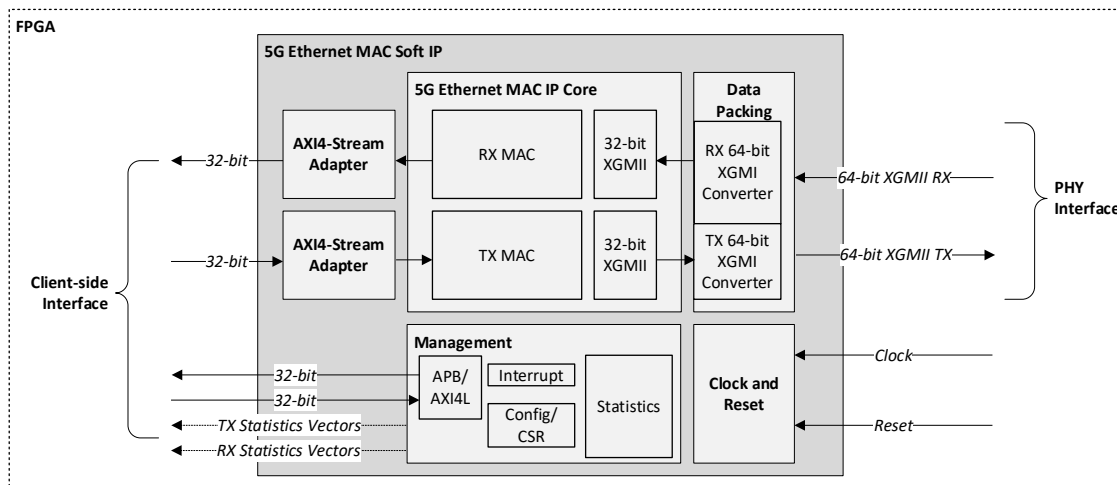 FPGA
5G Ethernet MAC Soft IP
5G Ethernet MAC IP Core
Data
Packing
AXI4-Stream
Adapter
RX MAC
32-bit
XGMII
RX 64-bit
XGMI
Converter
32-bit
64-bit XGMII RX
PHY
Interface
AXI4-Stream
Adapter
TX MAC
32-bit
XGMII
TX 64-bit
XGMI
Converter
32-bit
64-bit XGMII TX
Client-side
Interface
Management
32-bit
32-bit
APB/
AXI4L
Interrupt
Config/
CSR
Statistics
TX Statistics Vectors
RX Statistics Vectors
Clock and
Reset
Clock
Reset